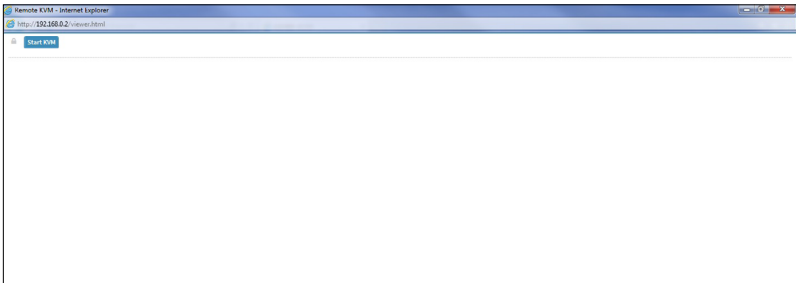 Remote KVM - Internet Explorer
http://192.168.0.2/viewer.html
Start KVM